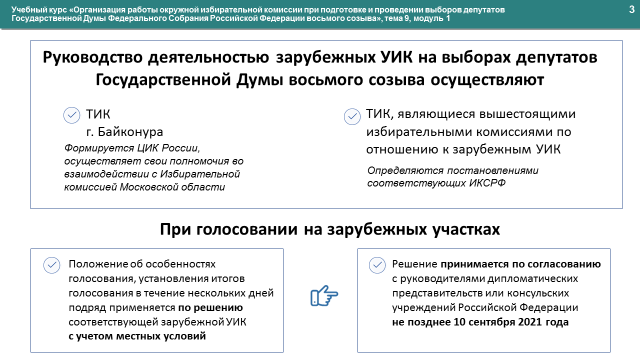 Учебный курс «Организация работы окружной избирательной комиссии при подготовке и проведении выборов депутатов
Государственной Думы Федерального Собрания Российской Федерации восьмого созыва», тема 9, модуль 1
3
Руководство деятельностью зарубежных УИК на выборах депутатов
Государственной Думы восьмого созыва осуществляют
ТИК
г. Байконура
Формируется ЦИК России,
осуществляет свои полномочия во
взаимодействии с Избирательной
комиссией Московской области
ТИК, являющиеся вышестоящими
избирательными комиссиями по
отношению к зарубежным УИК
Определяются постановлениями
соответствующих ИКСРФ
При голосовании на зарубежных участках
Положение об особенностях
голосования, установления итогов
голосования в течение нескольких дней
подряд применяется по решению
соответствующей зарубежной УИК
с учетом местных условий
Решение принимается по согласованию
с руководителями дипломатических
представительств или консульских
учреждений Российской Федерации
не позднее 10 сентября 2021 года